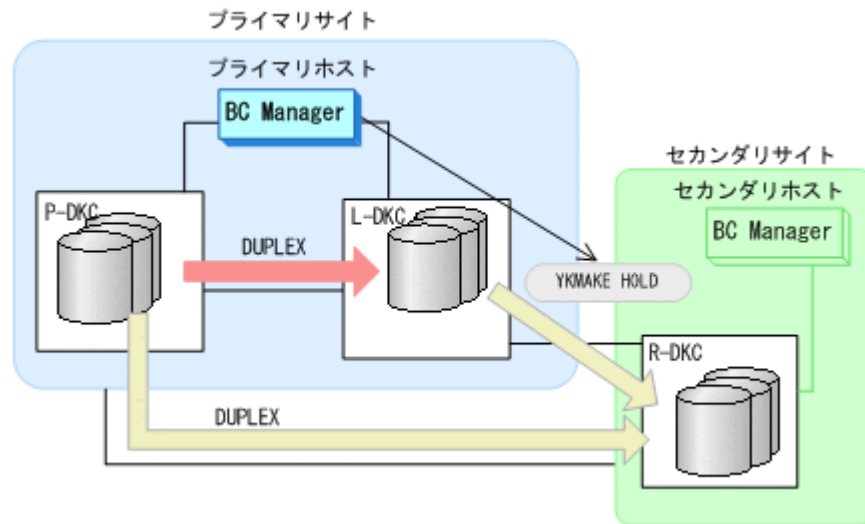 プライマリサイト
プライマリホスト
BC Manager
セカンダリサイト
セカンダリホスト
BC Manager
P-DKC
L-DKC
DUPLEX
YKMAKE HOLD
R-DKC
DUPLEX